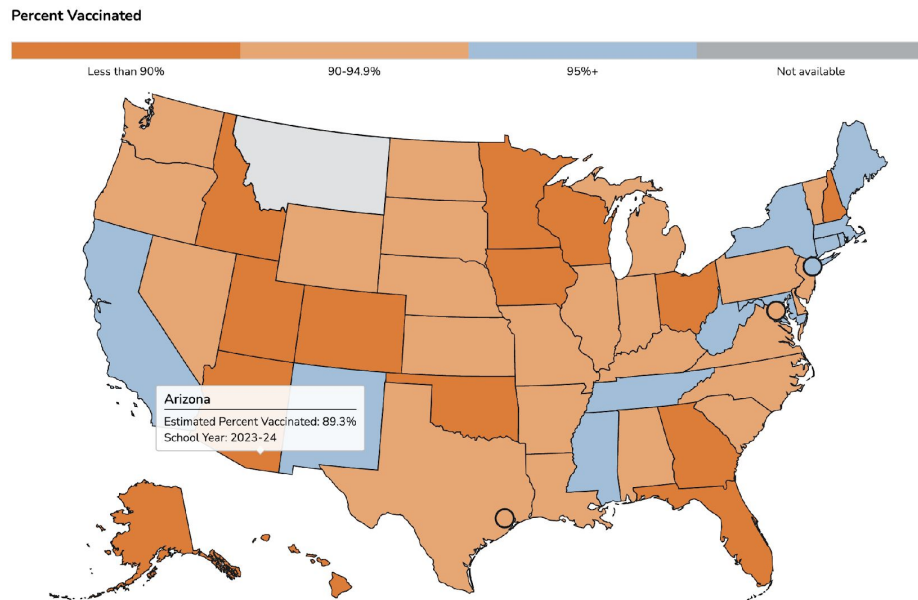 Percent Vaccinated
Less than 90%
90-94.9%
95%+
Not available
Arizona
Estimated Percent Vaccinated: 89.3%
School Year: 2023-24